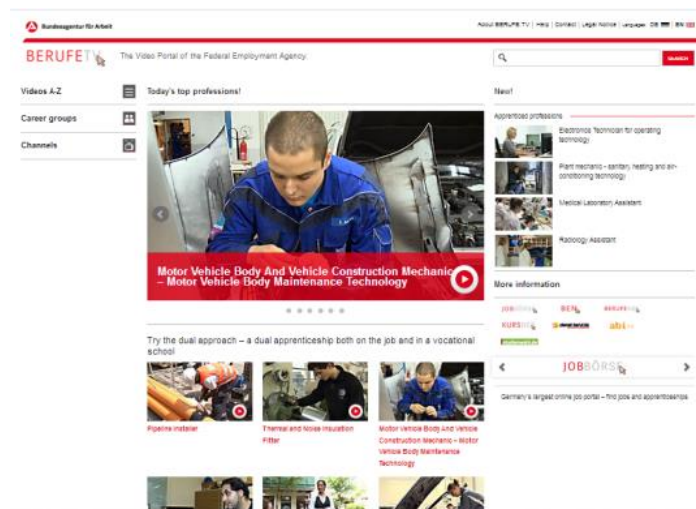 Bundesagentur für Arbeit
About BERUFE.TV | Help | Contact | Legal Notice | Languages DE | EN
BERUFETV
The Video Portal of the Federal Employment Agency.
SEARCH
Videos A-Z
Career groups
Channels
Today's top professions!
Motor Vehicle Body And Vehicle Construction Mechanic
– Motor Vehicle Body Maintenance
Technology
Try the dual approach – a dual apprenticeship both on the job and in a vocational
school
Pipeline Installer
Thermal and Noise Insulation
Fitter
Motor Vehicle Body And Vehicle
Construction Mechanic – Motor
Vehicle Body Maintenance
Technology
New!
Apprenticed professions
Electronics Technician for operating
technology
Plant mechanic - sanitary, heating and air-
conditioning technology
Medical Laboratory Assistant
Radiology Assistant
More information
JOBBÖRSE
BEN
BERUFENET
KURSNET
abi
JOBBÖRSE
Germany's largest online job portal – find jobs and apprenticeships